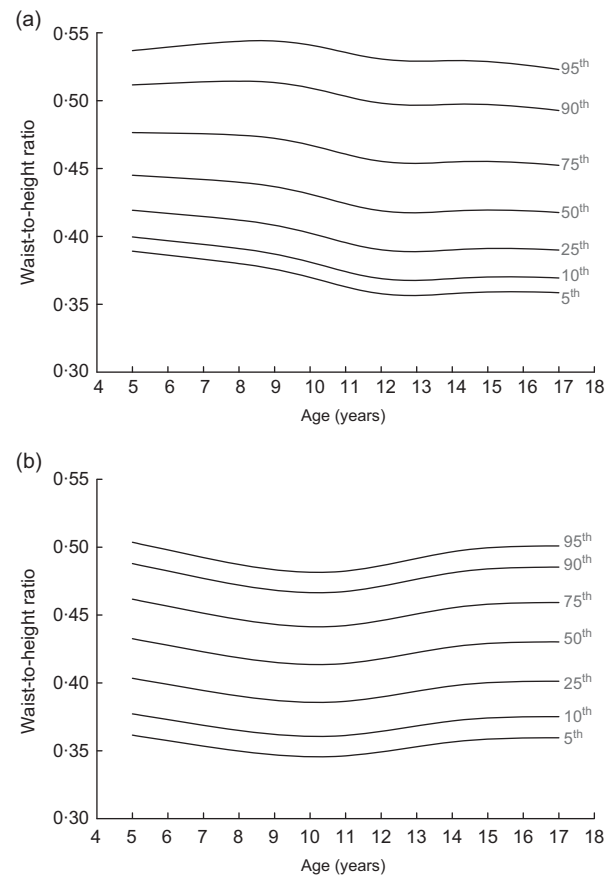 (a)
0·55
95th
0·50
90th
Waist-to-height ratio
75th
0·45
50th
0·40
25th
10th
0·35
5th
0·30
4 5 6 7 8 9 10 11 12 13 14 15 16 17 18
Age (years)
(b)
0·55
0·50
95th
90th
Waist-to-height ratio
0·45
75th
50th
0·40
25th
10th
0·35
5th
0·30
4 5 6 7 8 9 10 11 12 13 14 15 16 17 18
Age (years)